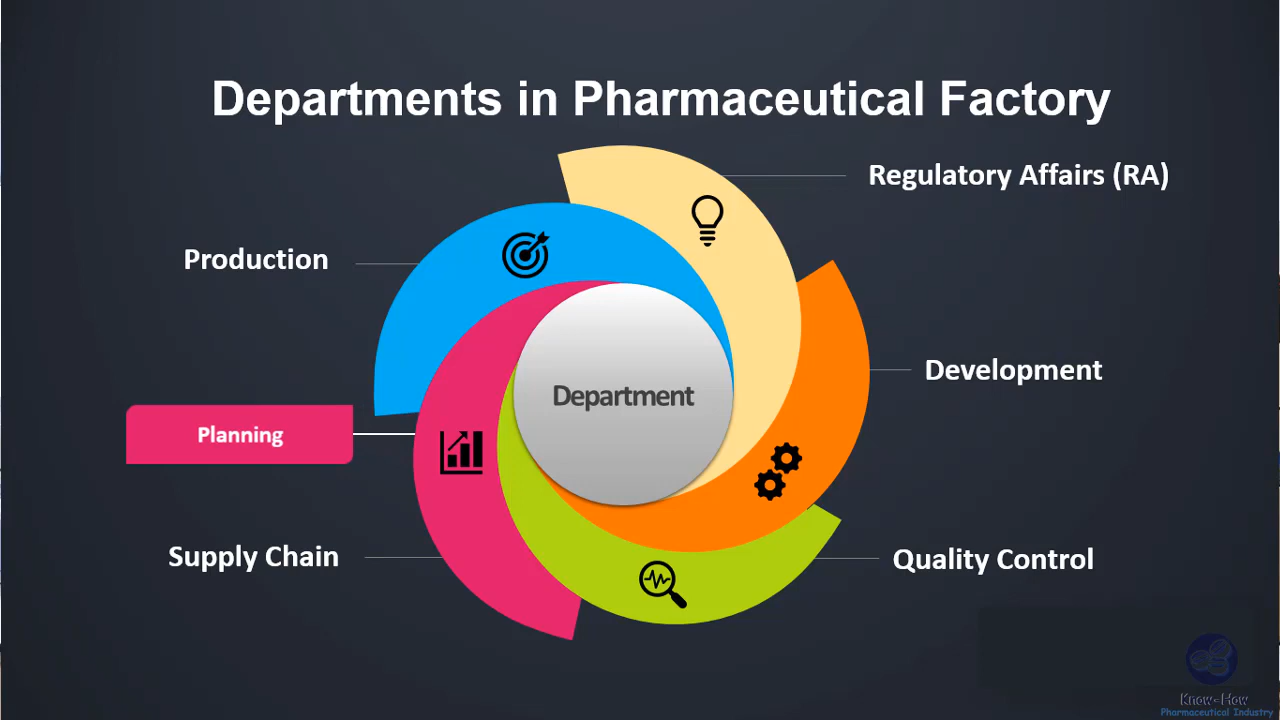 Departments in Pharmaceutical Factory
Regulatory Affairs (RA)
Production
Development
Department
Planning
Supply Chain
Quality Control
Know-How
Pharmaceutical Industry